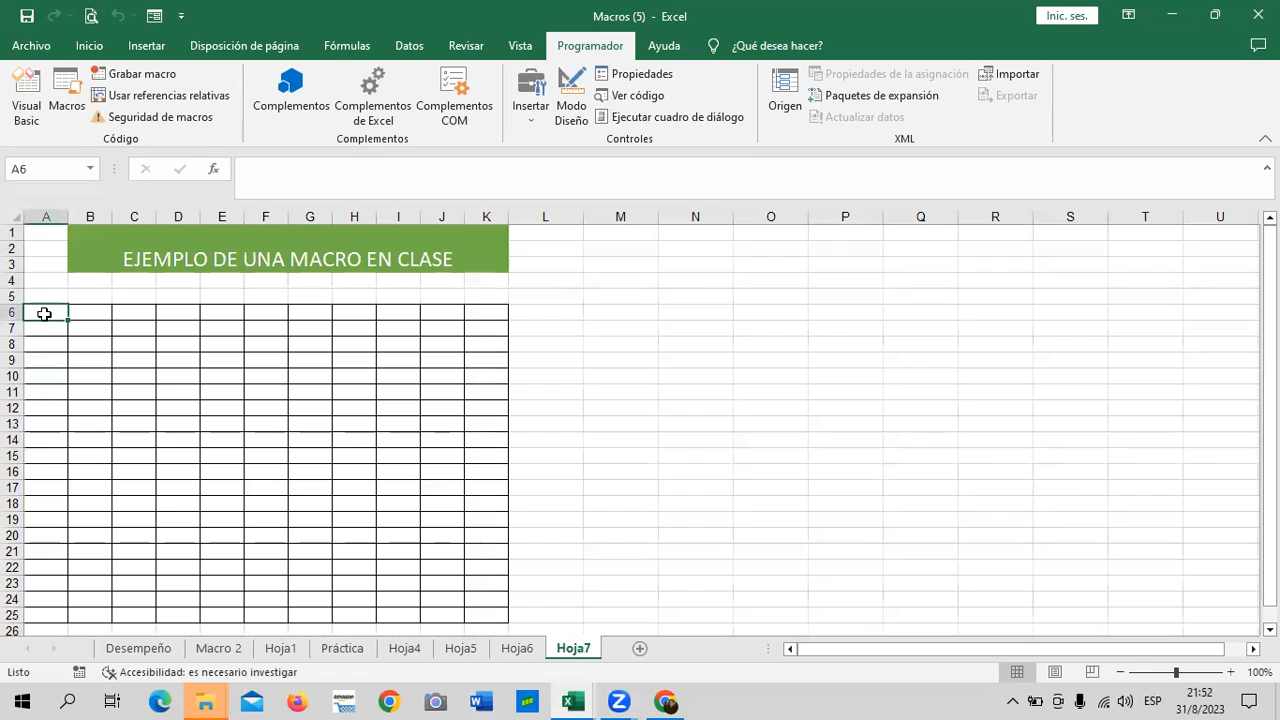 Macros (5) - Excel
Inic. ses.
Archivo Inicio Insertar Disposición de página Fórmulas Datos Revisar Vista Programador Ayuda ¿Qué desea hacer?
Visual Basic
Macros
Grabar macro
Usar referencias relativas
Seguridad de macros
Código
Complementos
Complementos de Excel
Complementos COM
Complementos
Insertar
Modo Diseño
Propiedades
Ver código
Ejecutar cuadro de diálogo
Controles
Origen
Propiedades de la asignación
Paquetes de expansión
Actualizar datos
Importar
Exportar
XML
A6
fx
A B C D E F G H I J K L M N O P Q R S T U
1
2
3
EJEMPLO DE UNA MACRO EN CLASE
4
5
6
7
8
9
10
11
12
13
14
15
16
17
18
19
20
21
22
23
24
25
26
Desempeño Macro 2 Hoja1 Práctica Hoja4 Hoja5 Hoja6 Hoja7
Listo
Accesibilidad: es necesario investigar
100%
ESP
21:52
31/8/2023